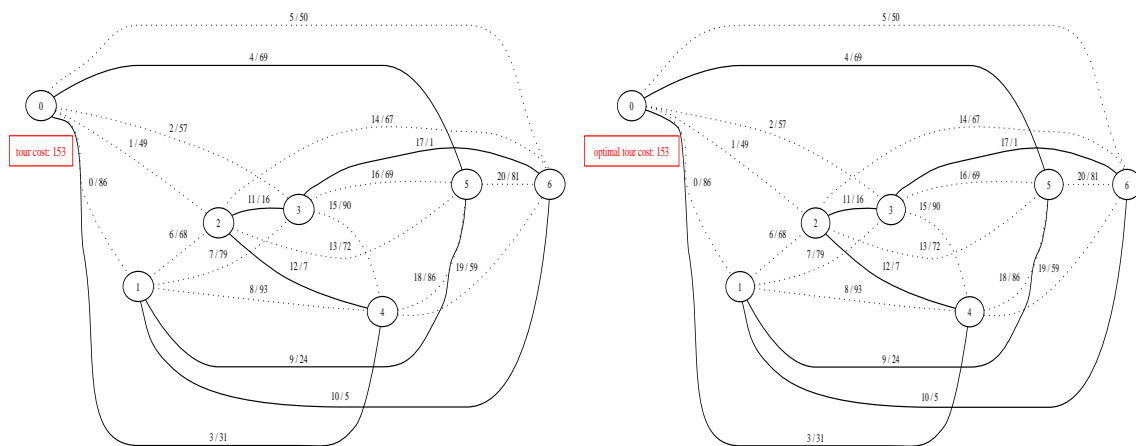 5 / 50
4 / 69
0
2 / 57
14 / 67
tour cost: 153
1 / 49
17 / 1
16 / 69
20 / 81
0 / 86
5
6
11 / 16
3
15 / 90
2
6 / 68
13 / 72
7 / 79
12 / 7
19 / 59
18 / 86
1
8 / 93
4
9 / 24
10 / 5
3 / 31
5 / 50
4 / 69
0
2 / 57
14 / 67
optimal tour cost: 153
1 / 49
17 / 1
16 / 69
20 / 81
0 / 86
5
6
11 / 16
3
15 / 90
2
6 / 68
13 / 72
7 / 79
12 / 7
19 / 59
18 / 86
1
8 / 93
4
9 / 24
10 / 5
3 / 31